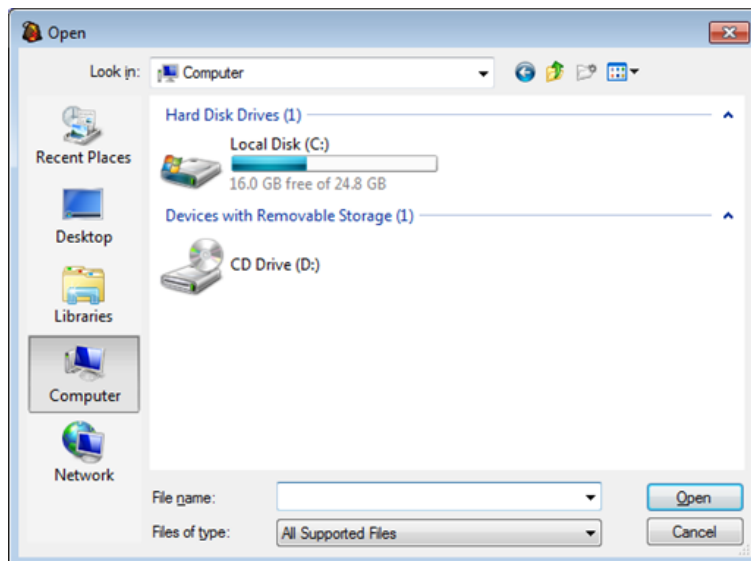 Open
Look in:
Computer
Recent Places
Desktop
Libraries
Computer
Network
Hard Disk Drives (1)
Local Disk (C:)
16.0 GB free of 24.8 GB
Devices with Removable Storage (1)
CD Drive (D:)
File name:
Open
Files of type:
All Supported Files
Cancel